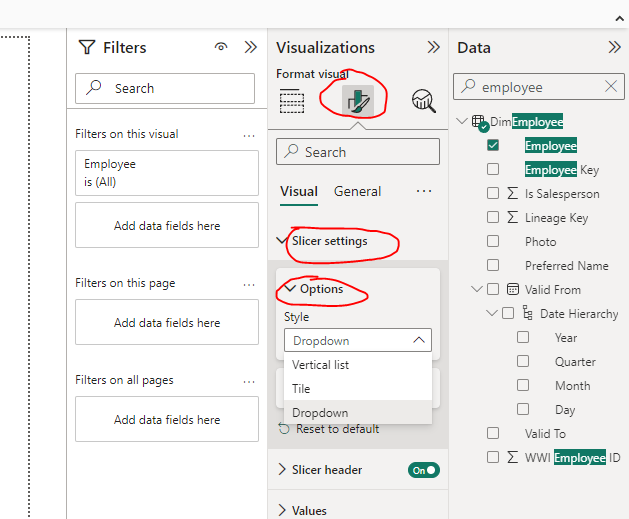 Filters
Search
Filters on this visual
...
Employee
is (All)
Add data fields here
Filters on this page
...
Add data fields here
Filters on all pages
...
Add data fields here
Visualizations
Format visual
Search
Visual
General
...
Slicer settings
Options
Style
Dropdown
Vertical list
Tile
Dropdown
Reset to default
Slicer header
On
Values
Data
employee
DimEmployee
Employee
Employee Key
Is Salesperson
Lineage Key
Photo
Preferred Name
Valid From
Date Hierarchy
Year
Quarter
Month
Day
Valid To
WWI Employee ID